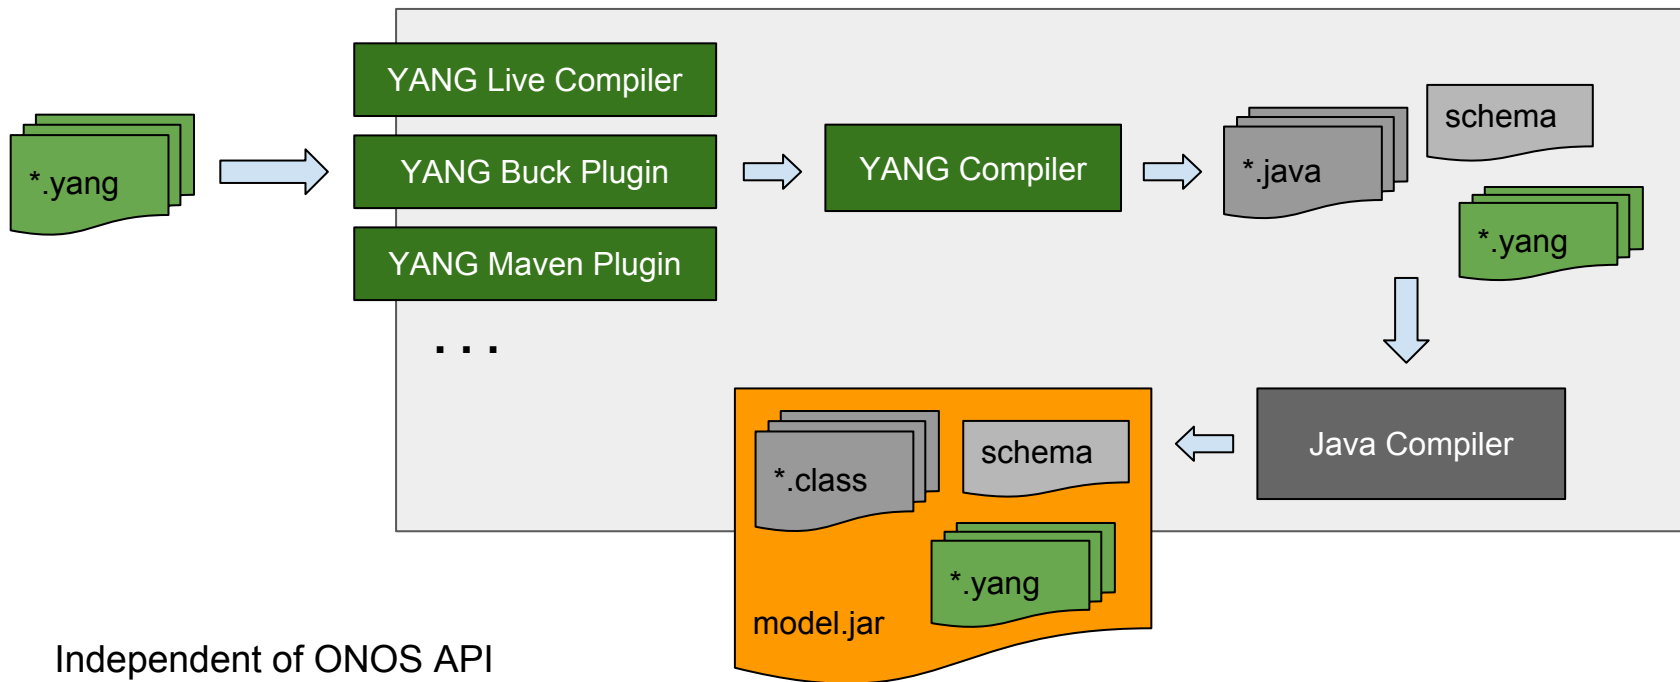 YANG Live Compiler
*.yang
YANG Buck Plugin
YANG Maven Plugin
. . .
YANG Compiler
*.java
schema
*.yang
Java Compiler
*.class
schema
*.yang
model.jar
Independent of ONOS API